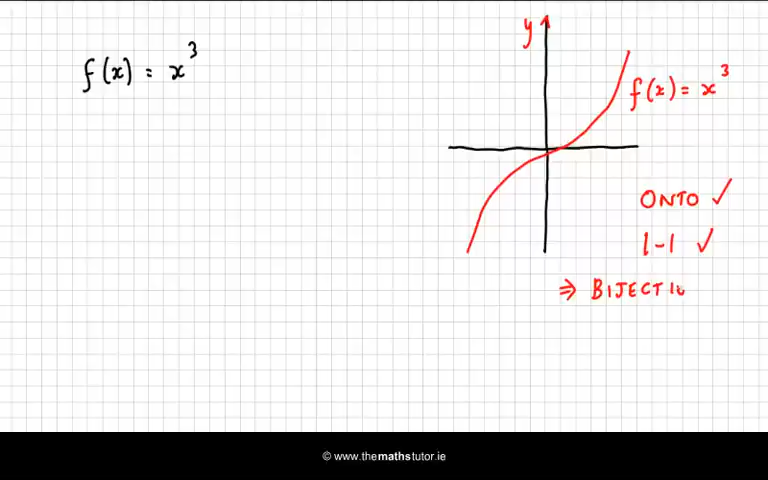 f(x) = x³
y
f(x) = x³
ONTO ✓
1-1 ✓
⇒ BIJECTI
© www.themathstutor.ie